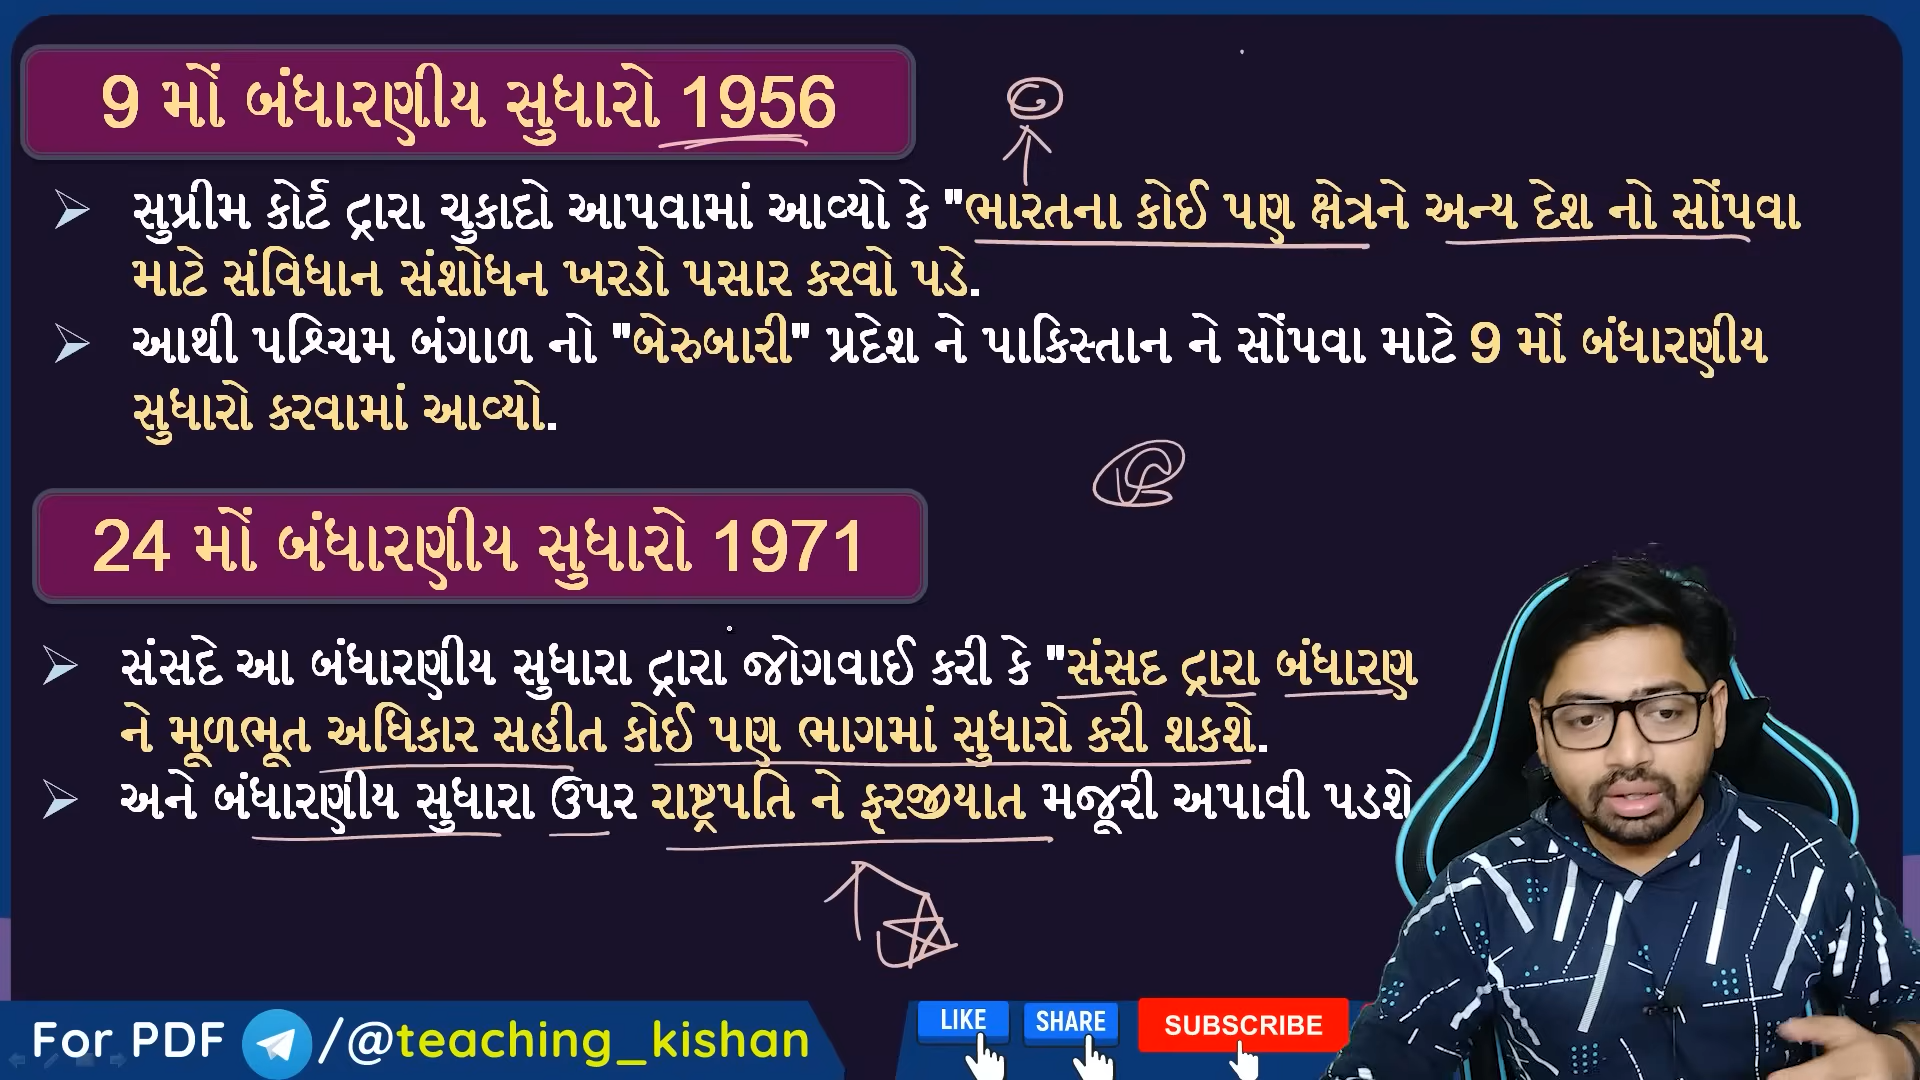 9 મોં બંધારણીય સુધારો 1956
➢ સુપ્રીમ કોર્ટ દ્રારા ચુકાદો આપવામાં આવ્યો કે "ભારતના કોઈ પણ ક્ષેત્રને અન્ય દેશ નો સોંપવા
માટે સંવિધાન સંશોધન ખરડો પસાર કરવો પડે.
➢ આથી પશ્ચિમ બંગાળ નો "બેરુબારી" પ્રદેશ ને પાકિસ્તાન ને સોંપવા માટે 9 મોં બંધારણીય
સુધારો કરવામાં આવ્યો.
24 મોં બંધારણીય સુધારો 1971
➢ સંસદે આ બંધારણીય સુધારા દ્રારા જોગવાઈ કરી કે "સંસદ દ્રારા બંધારણ
ને મૂળભૂત અધિકાર સહીત કોઈ પણ ભાગમાં સુધારો કરી શકશે.
➢ અને બંધારણીય સુધારા ઉપર રાષ્ટ્રપતિ ને ફરજીયાત મજૂરી અપાવી પડશે
For PDF /@teaching_kishan
LIKE SHARE SUBSCRIBE